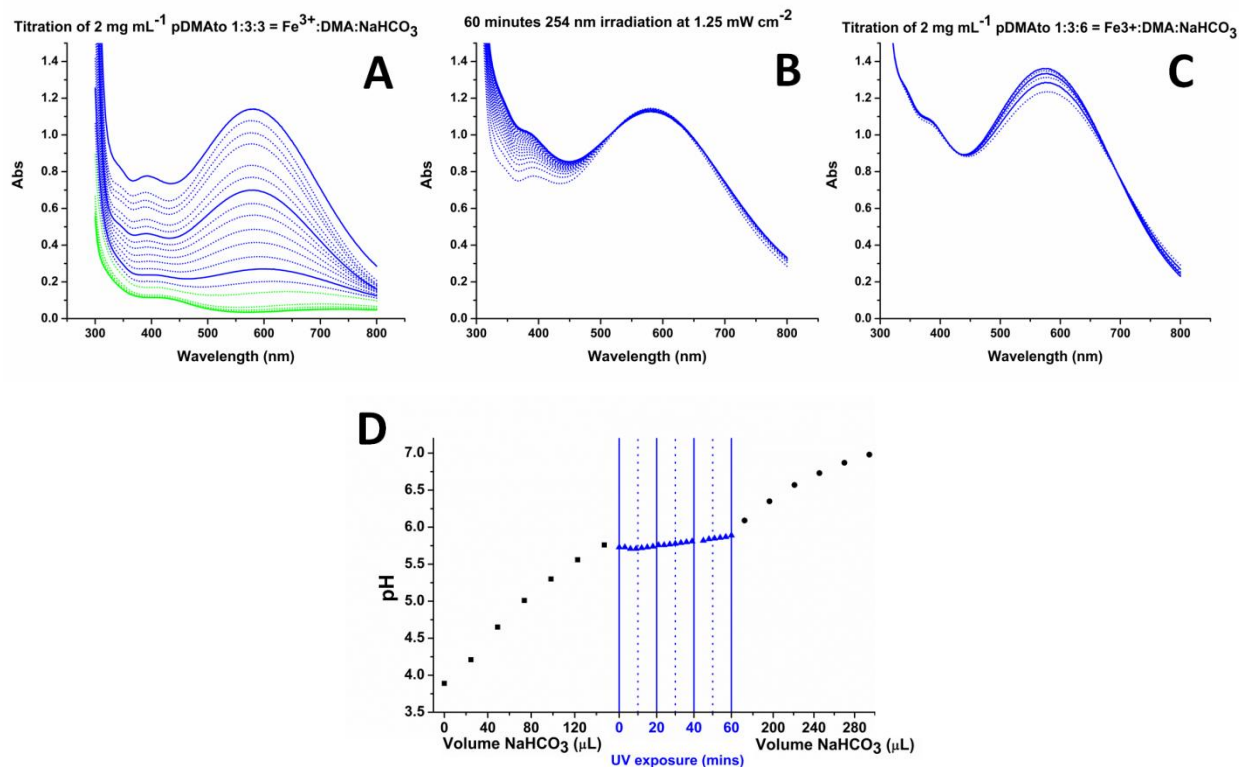 Titration of 2 mg mL⁻¹ pDMAto 1:3:3 = Fe³⁺:DMA:NaHCO₃
A
1.4
1.2
1.0
0.8
0.6
0.4
0.2
0.0
Abs
300 400 500 600 700 800
Wavelength (nm)
60 minutes 254 nm irradiation at 1.25 mW cm⁻²
B
1.4
1.2
1.0
0.8
0.6
0.4
0.2
0.0
Abs
300 400 500 600 700 800
Wavelength (nm)
Titration of 2 mg mL⁻¹ pDMAto 1:3:6 = Fe3+:DMA:NaHCO₃
C
1.4
1.2
1.0
0.8
0.6
0.4
0.2
0.0
Abs
300 400 500 600 700 800
Wavelength (nm)
D
7.0
6.5
6.0
5.5
5.0
4.5
4.0
3.5
pH
0 40 80 120 0 20 40 60 200 240 280
Volume NaHCO₃ (μL) Volume NaHCO₃ (μL)
UV exposure (mins)